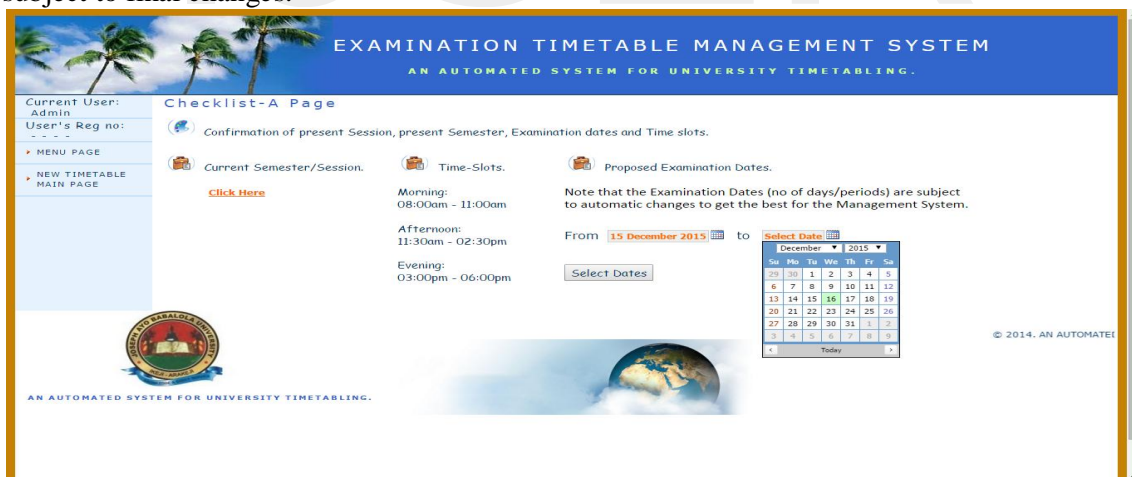 subject to final changes.
EXAMINATION TIMETABLE MANAGEMENT SYSTEM
AN AUTOMATED SYSTEM FOR UNIVERSITY TIMETABLING.
Current User:
Admin
User's Reg no:
- - - -
MENU PAGE
NEW TIMETABLE
MAIN PAGE
Checklist-A Page
Confirmation of present Session, present Semester, Examination dates and Time slots.
Current Semester/Session.
Click Here
Time-Slots.
Morning:
08:00am - 11:00am
Afternoon:
11:30am - 02:30pm
Evening:
03:00pm - 06:00pm
Proposed Examination Dates.
Note that the Examination Dates (no of days/periods) are subject
to automatic changes to get the best for the Management System.
From 15 December 2015 to Select Date
Select Dates
December 2015
Su Mo Tu We Th Fr Sa
29 30 1 2 3 4 5
6 7 8 9 10 11 12
13 14 15 16 17 18 19
20 21 22 23 24 25 26
27 28 29 30 31 1 2
3 4 5 6 7 8 9
< Today >
JOSEPH AYO BABALOLA UNIVERSITY
© 2014. AN AUTOMATED
AN AUTOMATED SYSTEM FOR UNIVERSITY TIMETABLING.